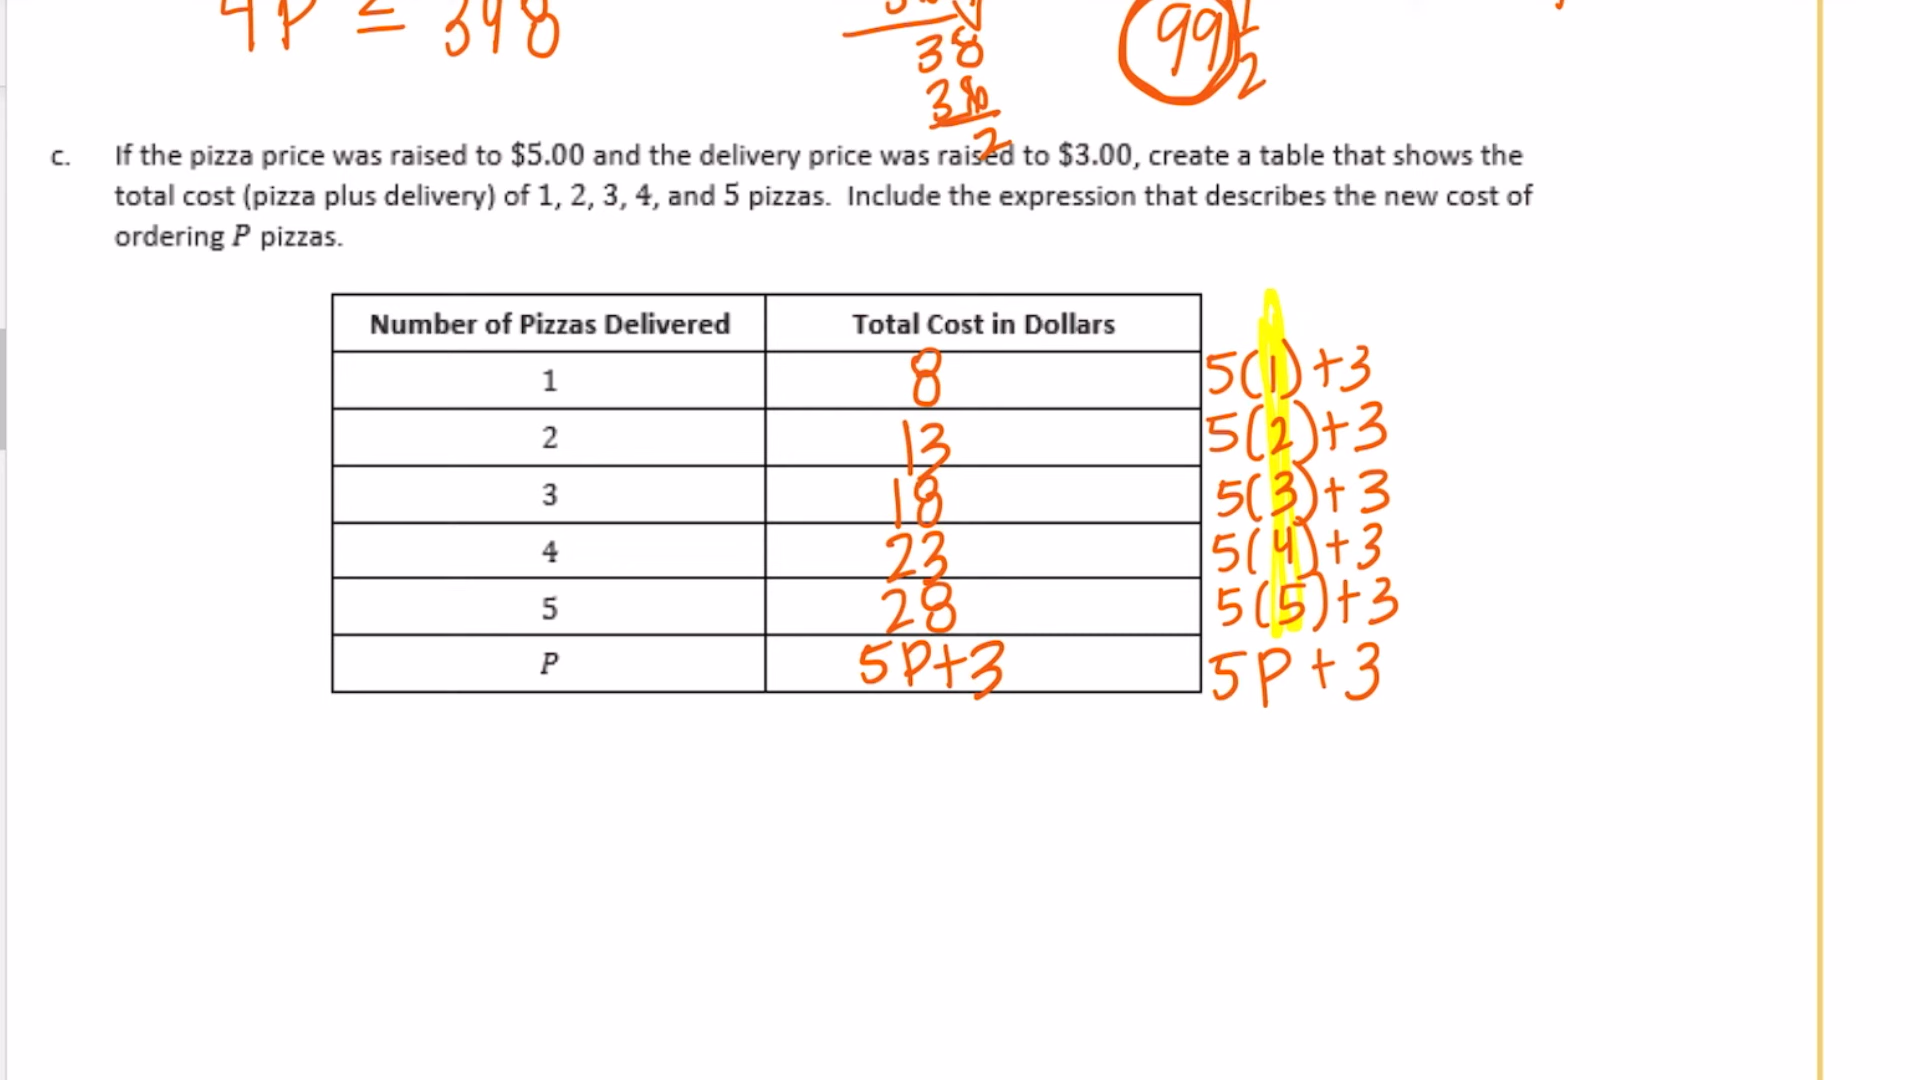 4P = 398
38
36
2
99 1/2
c. If the pizza price was raised to $5.00 and the delivery price was raised to $3.00, create a table that shows the
total cost (pizza plus delivery) of 1, 2, 3, 4, and 5 pizzas. Include the expression that describes the new cost of
ordering P pizzas.
Number of Pizzas Delivered Total Cost in Dollars
1 8 5(1)+3
2 13 5(2)+3
3 18 5(3)+3
4 23 5(4)+3
5 28 5(5)+3
P 5P+3 5P+3